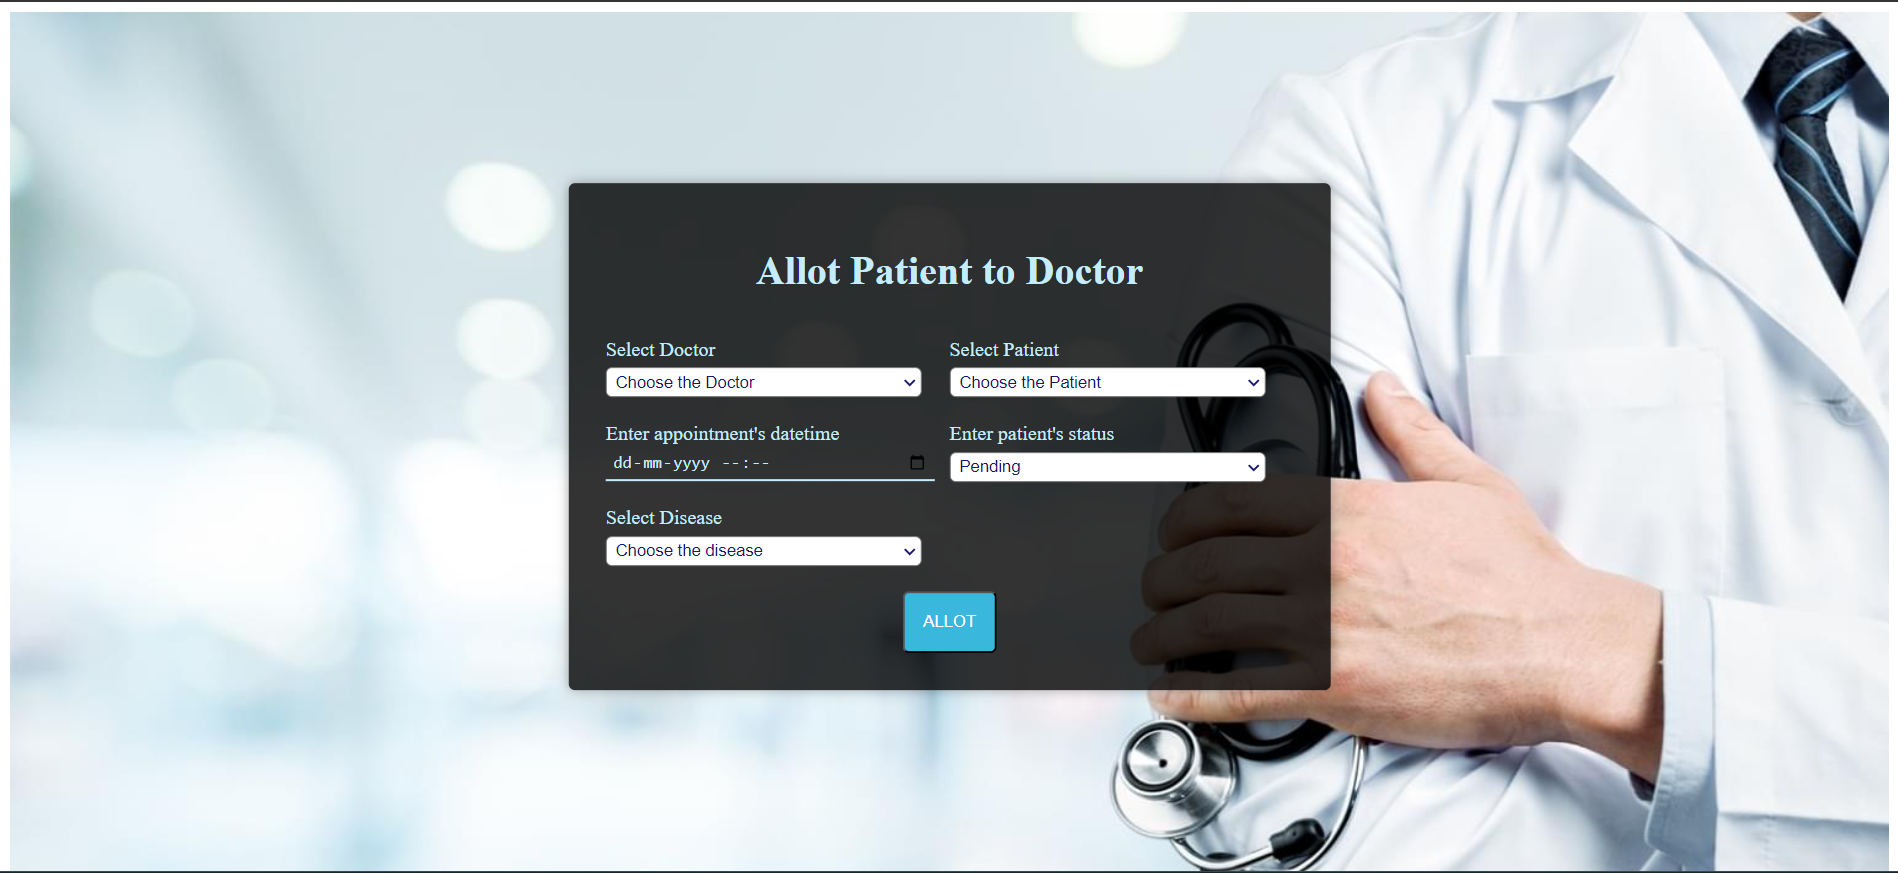 Allot Patient to Doctor
Select Doctor
Select Patient
Choose the Doctor
Choose the Patient
Enter appointment's datetime
Enter patient's status
dd-mm-yyyy --:--
Pending
Select Disease
Choose the disease
ALLOT